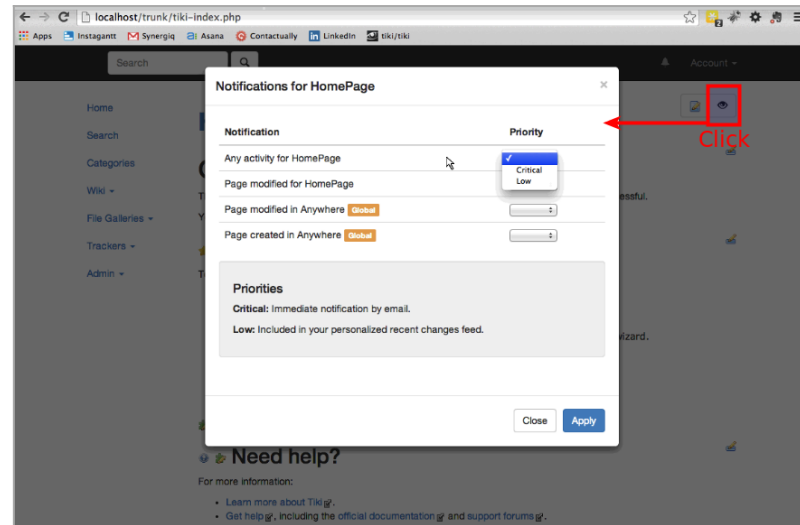 localhost/trunk/tiki-index.php
2
Apps Instagantt Synergiq Asana Contactually LinkedIn tiki/tiki
Search Account
Notifications for HomePage ×
Click
Home
Search
Categories
Wiki
File Galleries
Trackers
Admin
Notification Priority
Any activity for HomePage
Critical
Low
Page modified for HomePage
essful.
Page modified in Anywhere Global
Page created in Anywhere Global
Priorities
Critical: Immediate notification by email.
Low: Included in your personalized recent changes feed.
wizard.
Close Apply
Need help?
For more information:
• Learn more about Tiki.
• Get help, including the official documentation and support forums.